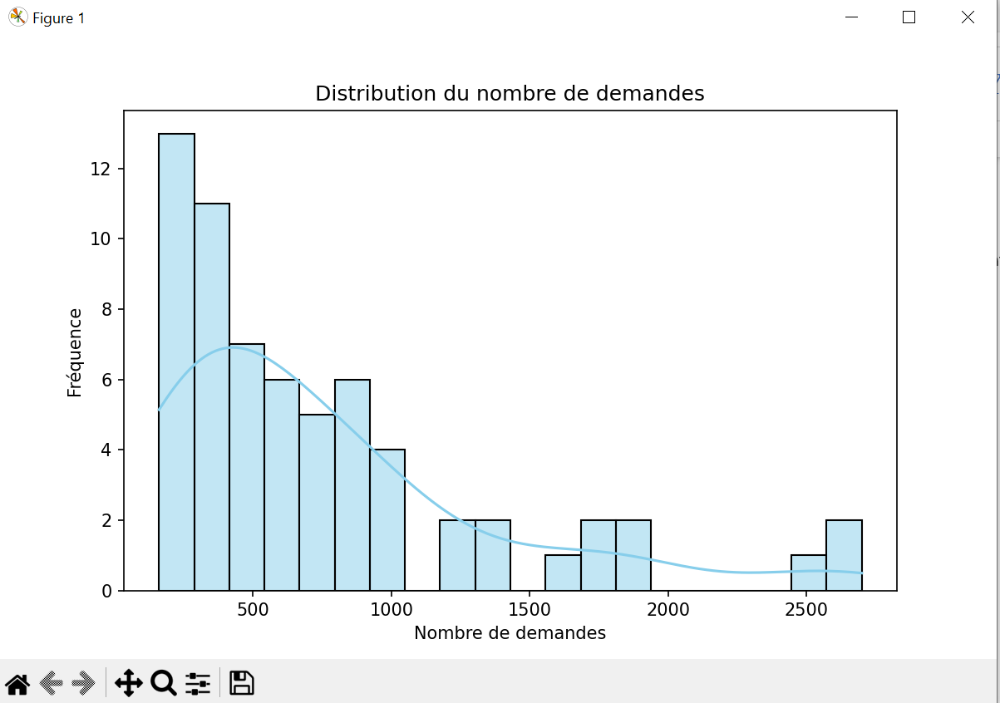 Figure 1
Distribution du nombre de demandes
12
10
8
6
4
2
0
Fréquence
500 1000 1500 2000 2500
Nombre de demandes